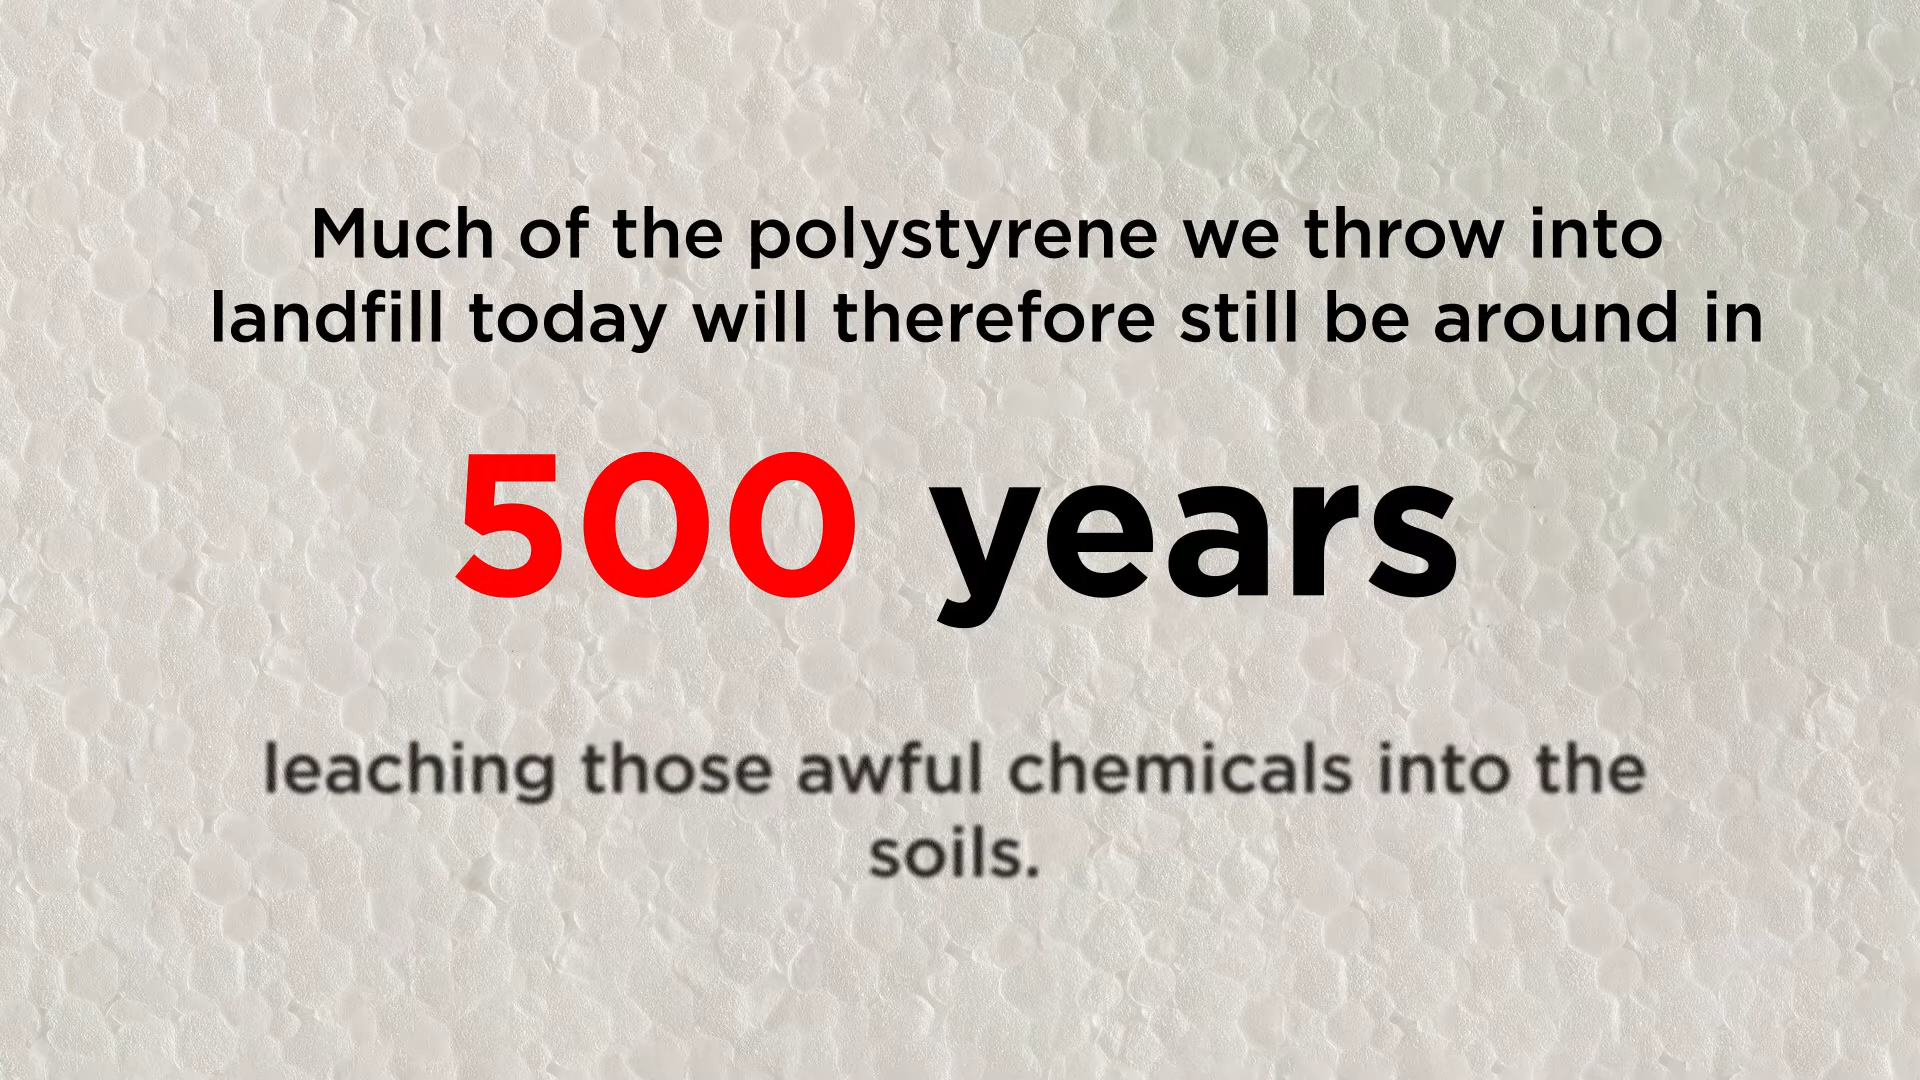 Much of the polystyrene we throw into
landfill today will therefore still be around in
500 years
leaching those awful chemicals into the
soils.